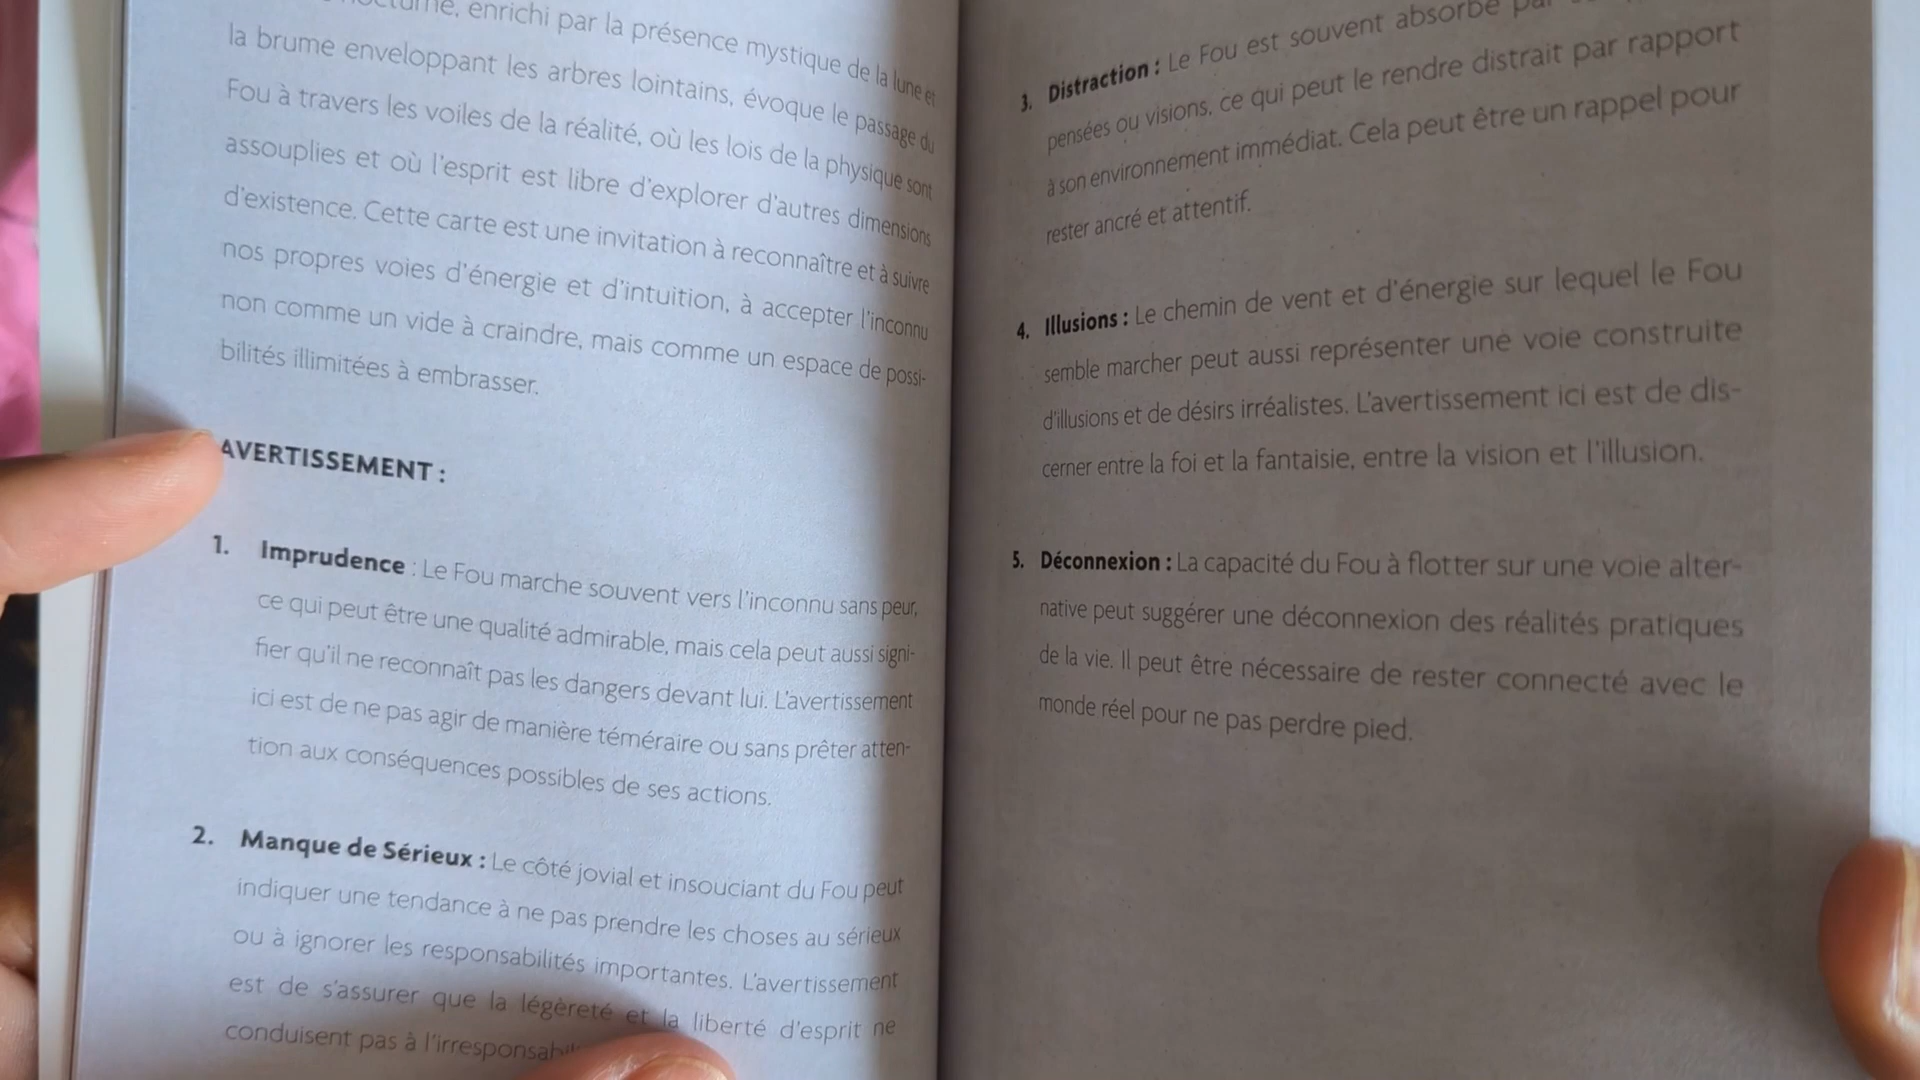 enrichi par la présence mystique de la lune et
la brume enveloppant les arbres lointains, évoque le passage du
Fou à travers les voiles de la réalité, où les lois de la physique sont
assouplies et où l'esprit est libre d'explorer d'autres dimensions
d'existence. Cette carte est une invitation à reconnaître et à suivre
nos propres voies d'énergie et d'intuition, à accepter l'inconnu
non comme un vide à craindre, mais comme un espace de possi-
bilités illimitées à embrasser.
AVERTISSEMENT :
1. Imprudence : Le Fou marche souvent vers l'inconnu sans peur,
ce qui peut être une qualité admirable, mais cela peut aussi signi-
fier qu'il ne reconnaît pas les dangers devant lui. L'avertissement
ici est de ne pas agir de manière téméraire ou sans prêter atten-
tion aux conséquences possibles de ses actions.
2. Manque de Sérieux : Le côté jovial et insouciant du Fou peut
indiquer une tendance à ne pas prendre les choses au sérieux
ou à ignorer les responsabilités importantes. L'avertissement
est de s'assurer que la légèreté et la liberté d'esprit ne
conduisent pas à
3. Distraction : Le Fou est souvent absorbé
pensées ou visions, ce qui peut le rendre distrait par rapport
à son environnement immédiat. Cela peut être un rappel pour
rester ancré et attentif.
4. Illusions : Le chemin de vent et d'énergie sur lequel le Fou
semble marcher peut aussi représenter une voie construite
d'illusions et de désirs irréalistes. L'avertissement ici est de dis-
cerner entre la foi et la fantaisie, entre la vision et l'illusion.
5. Déconnexion : La capacité du Fou à flotter sur une voie alter-
native peut suggérer une déconnexion des réalités pratiques
de la vie. Il peut être nécessaire de rester connecté avec le
monde réel pour ne pas perdre pied.